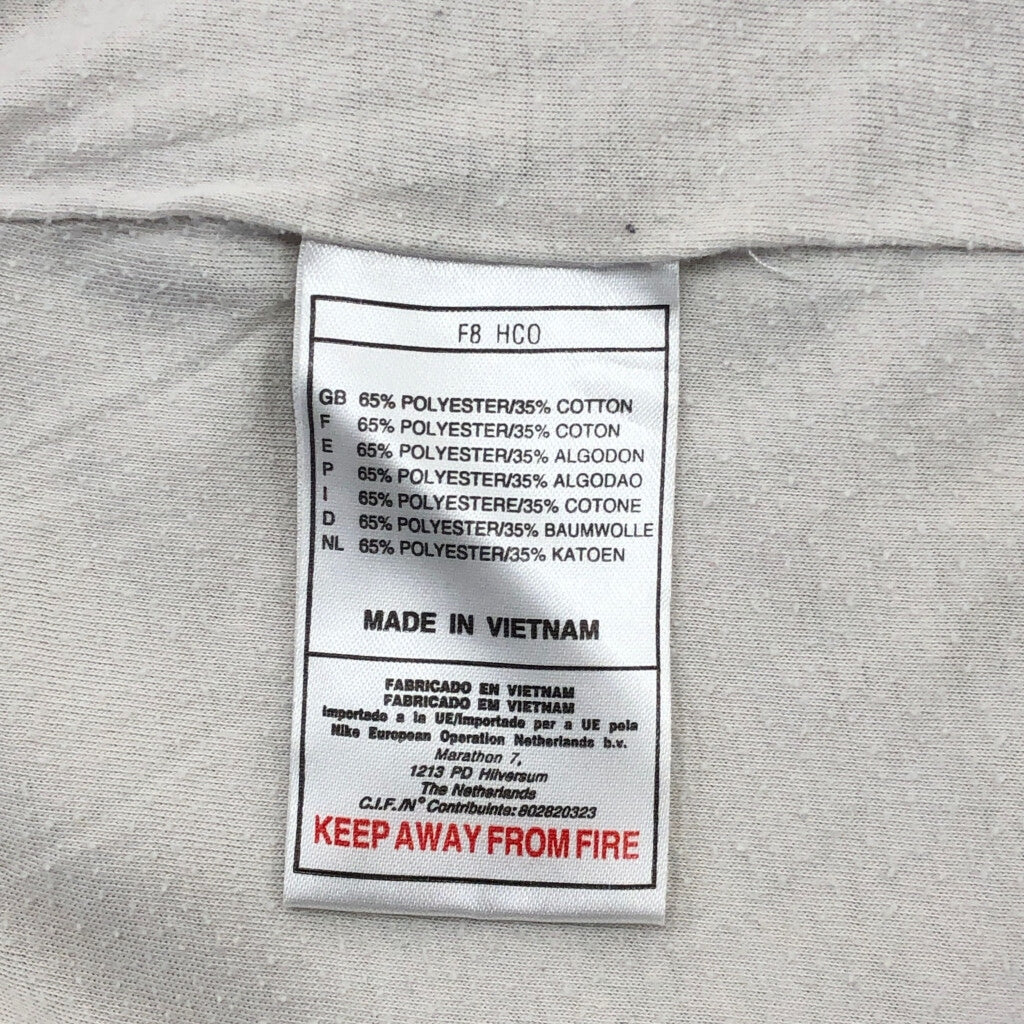 F8 HCO
GB 65% POLYESTER/35% COTTON
F 65% POLYESTER/35% COTON
E 65% POLYESTER/35% ALGODON
P 65% POLYESTER/35% ALGODAO
I 65% POLYESTERE/35% COTONE
D 65% POLYESTER/35% BAUMWOLLE
NL 65% POLYESTER/35% KATOEN
MADE IN VIETNAM
FABRICADO EN VIETNAM
FABRICADO EM VIETNAM
Importado a la UE/Importado por a UE pela
Nike European Operation Netherlands b.v.
Marathon 7,
1213 PD Hilversum
The Netherlands
C.I.F./N° Contribuinte: 802820323
KEEP AWAY FROM FIRE